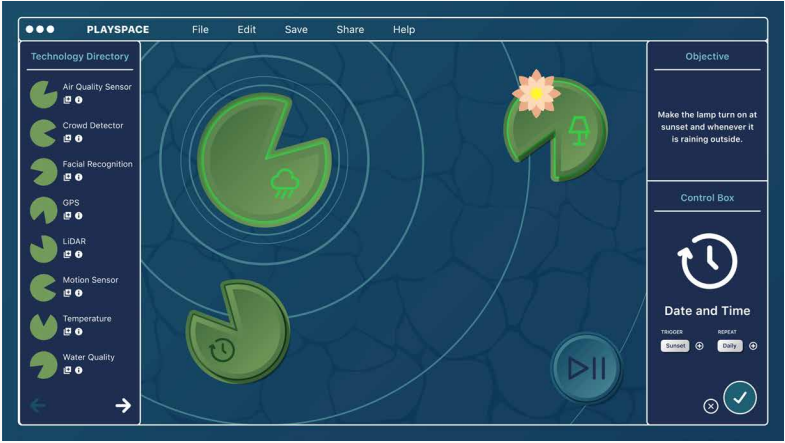 PLAYSPACE File Edit Save Share Help
Technology Directory
Air Quality Sensor
Crowd Detector
Facial Recognition
GPS
LiDAR
Motion Sensor
Temperature
Water Quality
Objective
Make the lamp turn on at
sunset and whenever it
is raining outside.
Control Box
Date and Time
TRIGGER REPEAT
Sunset Daily